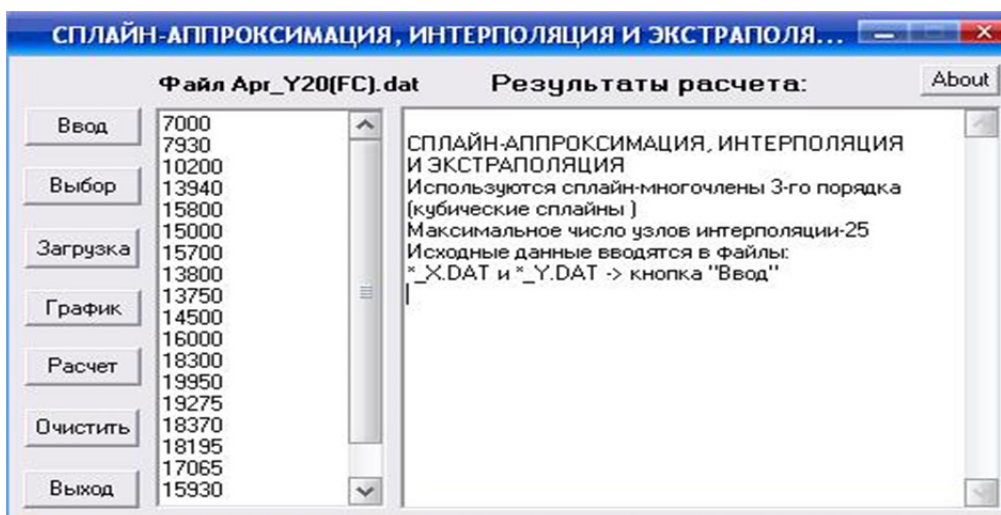 СПЛАЙН-АППРОКСИМАЦИЯ, ИНТЕРПОЛЯЦИЯ И ЭКСТРАПОЛЯ...
Файл Apr_Y20(FC).dat
Результаты расчета:
About
Ввод
Выбор
Загрузка
График
Расчет
Очистить
Выход
7000
7930
10200
13940
15800
15000
15700
13800
13750
14500
16000
18300
19950
19275
18370
18195
17065
15930
СПЛАЙН-АППРОКСИМАЦИЯ, ИНТЕРПОЛЯЦИЯ
И ЭКСТРАПОЛЯЦИЯ
Используются сплайн-многочлены 3-го порядка
(кубические сплайны )
Максимальное число узлов интерполяции-25
Исходные данные вводятся в файлы:
*_X.DAT и *_Y.DAT -> кнопка "Ввод"